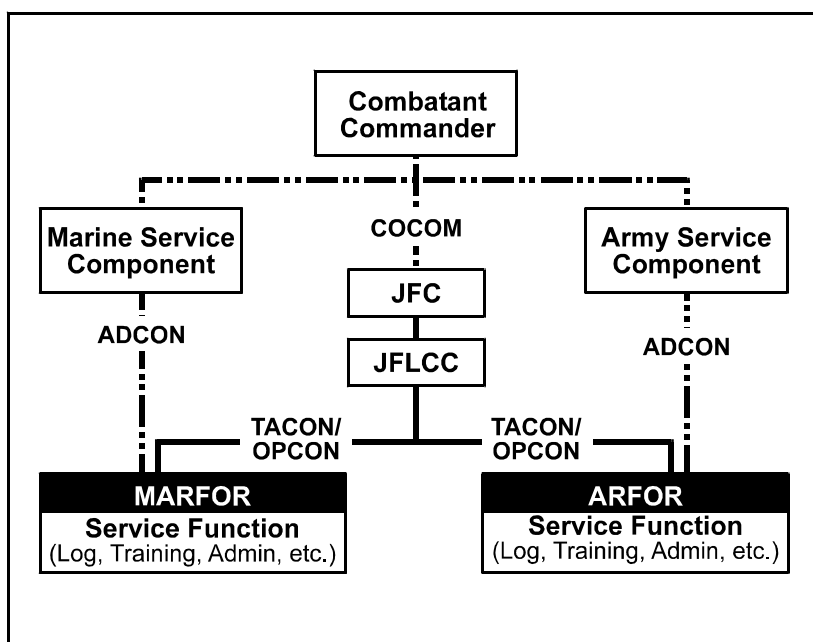 Combatant
Commander
Marine Service
Component
COCOM
Army Service
Component
JFC
ADCON
ADCON
JFLCC
TACON/
OPCON
TACON/
OPCON
MARFOR
Service Function
(Log, Training, Admin, etc.)
ARFOR
Service Function
(Log, Training, Admin, etc.)